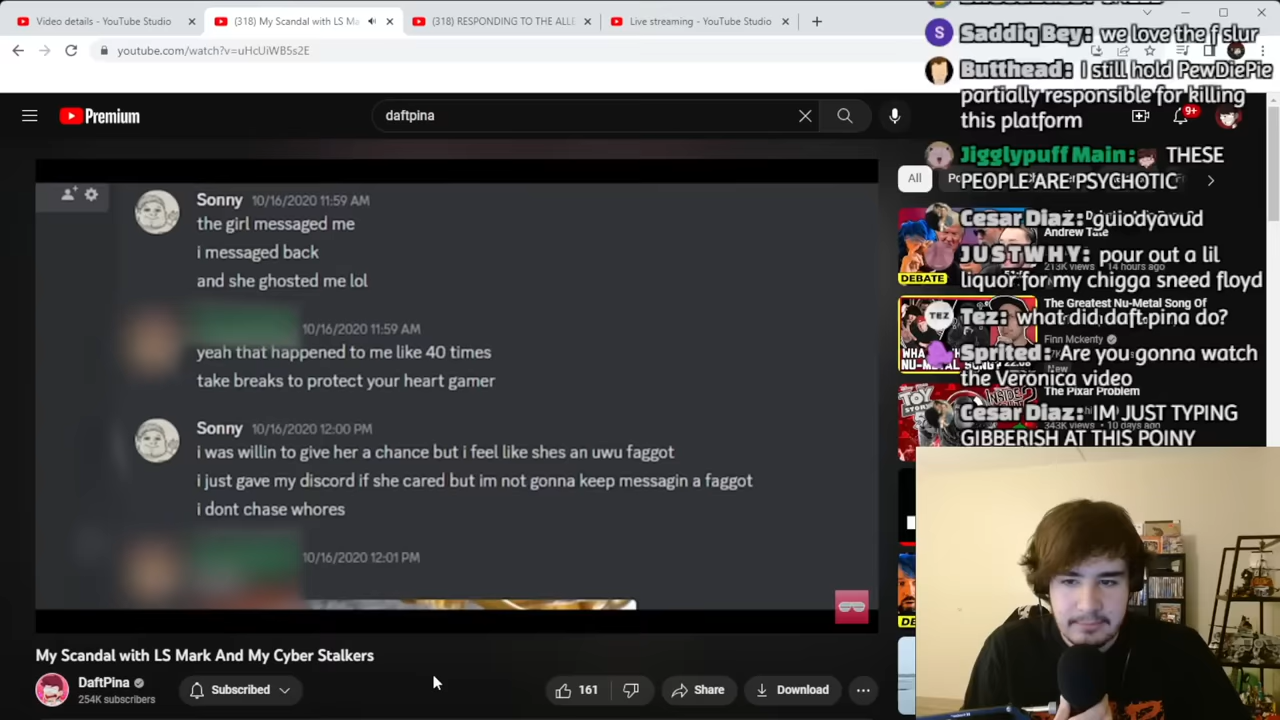 Video details - YouTube Studio
(318) My Scandal with LS Ma
(318) RESPONDING TO THE ALLE
Live streaming - YouTube Studio
youtube.com/watch?v=uHcUiWB5s2E
Premium
daftpina
9+
Sonny 10/16/2020 11:59 AM
the girl messaged me
i messaged back
and she ghosted me lol
10/16/2020 11:59 AM
yeah that happened to me like 40 times
take breaks to protect your heart gamer
Sonny 10/16/2020 12:00 PM
i was willin to give her a chance but i feel like shes an uwu faggot
i just gave my discord if she cared but im not gonna keep messagin a faggot
i dont chase whores
10/16/2020 12:01 PM
My Scandal with LS Mark And My Cyber Stalkers
DaftPina
254K subscribers
Subscribed
161
Share
Download
Saddiq Bey: we love the f slur
Butthead: I still hold PewDiePie
partially responsible for killing
this platform
Jigglypuff Main: THESE
PEOPLE ARE PSYCHOTIC
All
Cesar Diaz: guiodyavud
Andrew Tate
JUSTWHY: pour out a lil
liquor for my chigga sneed floyd
14 hours ago
DEBATE
The Greatest Nu-Metal Song Of
TEZ
Tez: what did daft pina do?
Finn Mckenty
Sprited: Are you gonna watch
the Veronica video
New
The Pixar Problem
Cesar Diaz: IM JUST TYPING
GIBBERISH AT THIS POINY
343K views 10 days ago